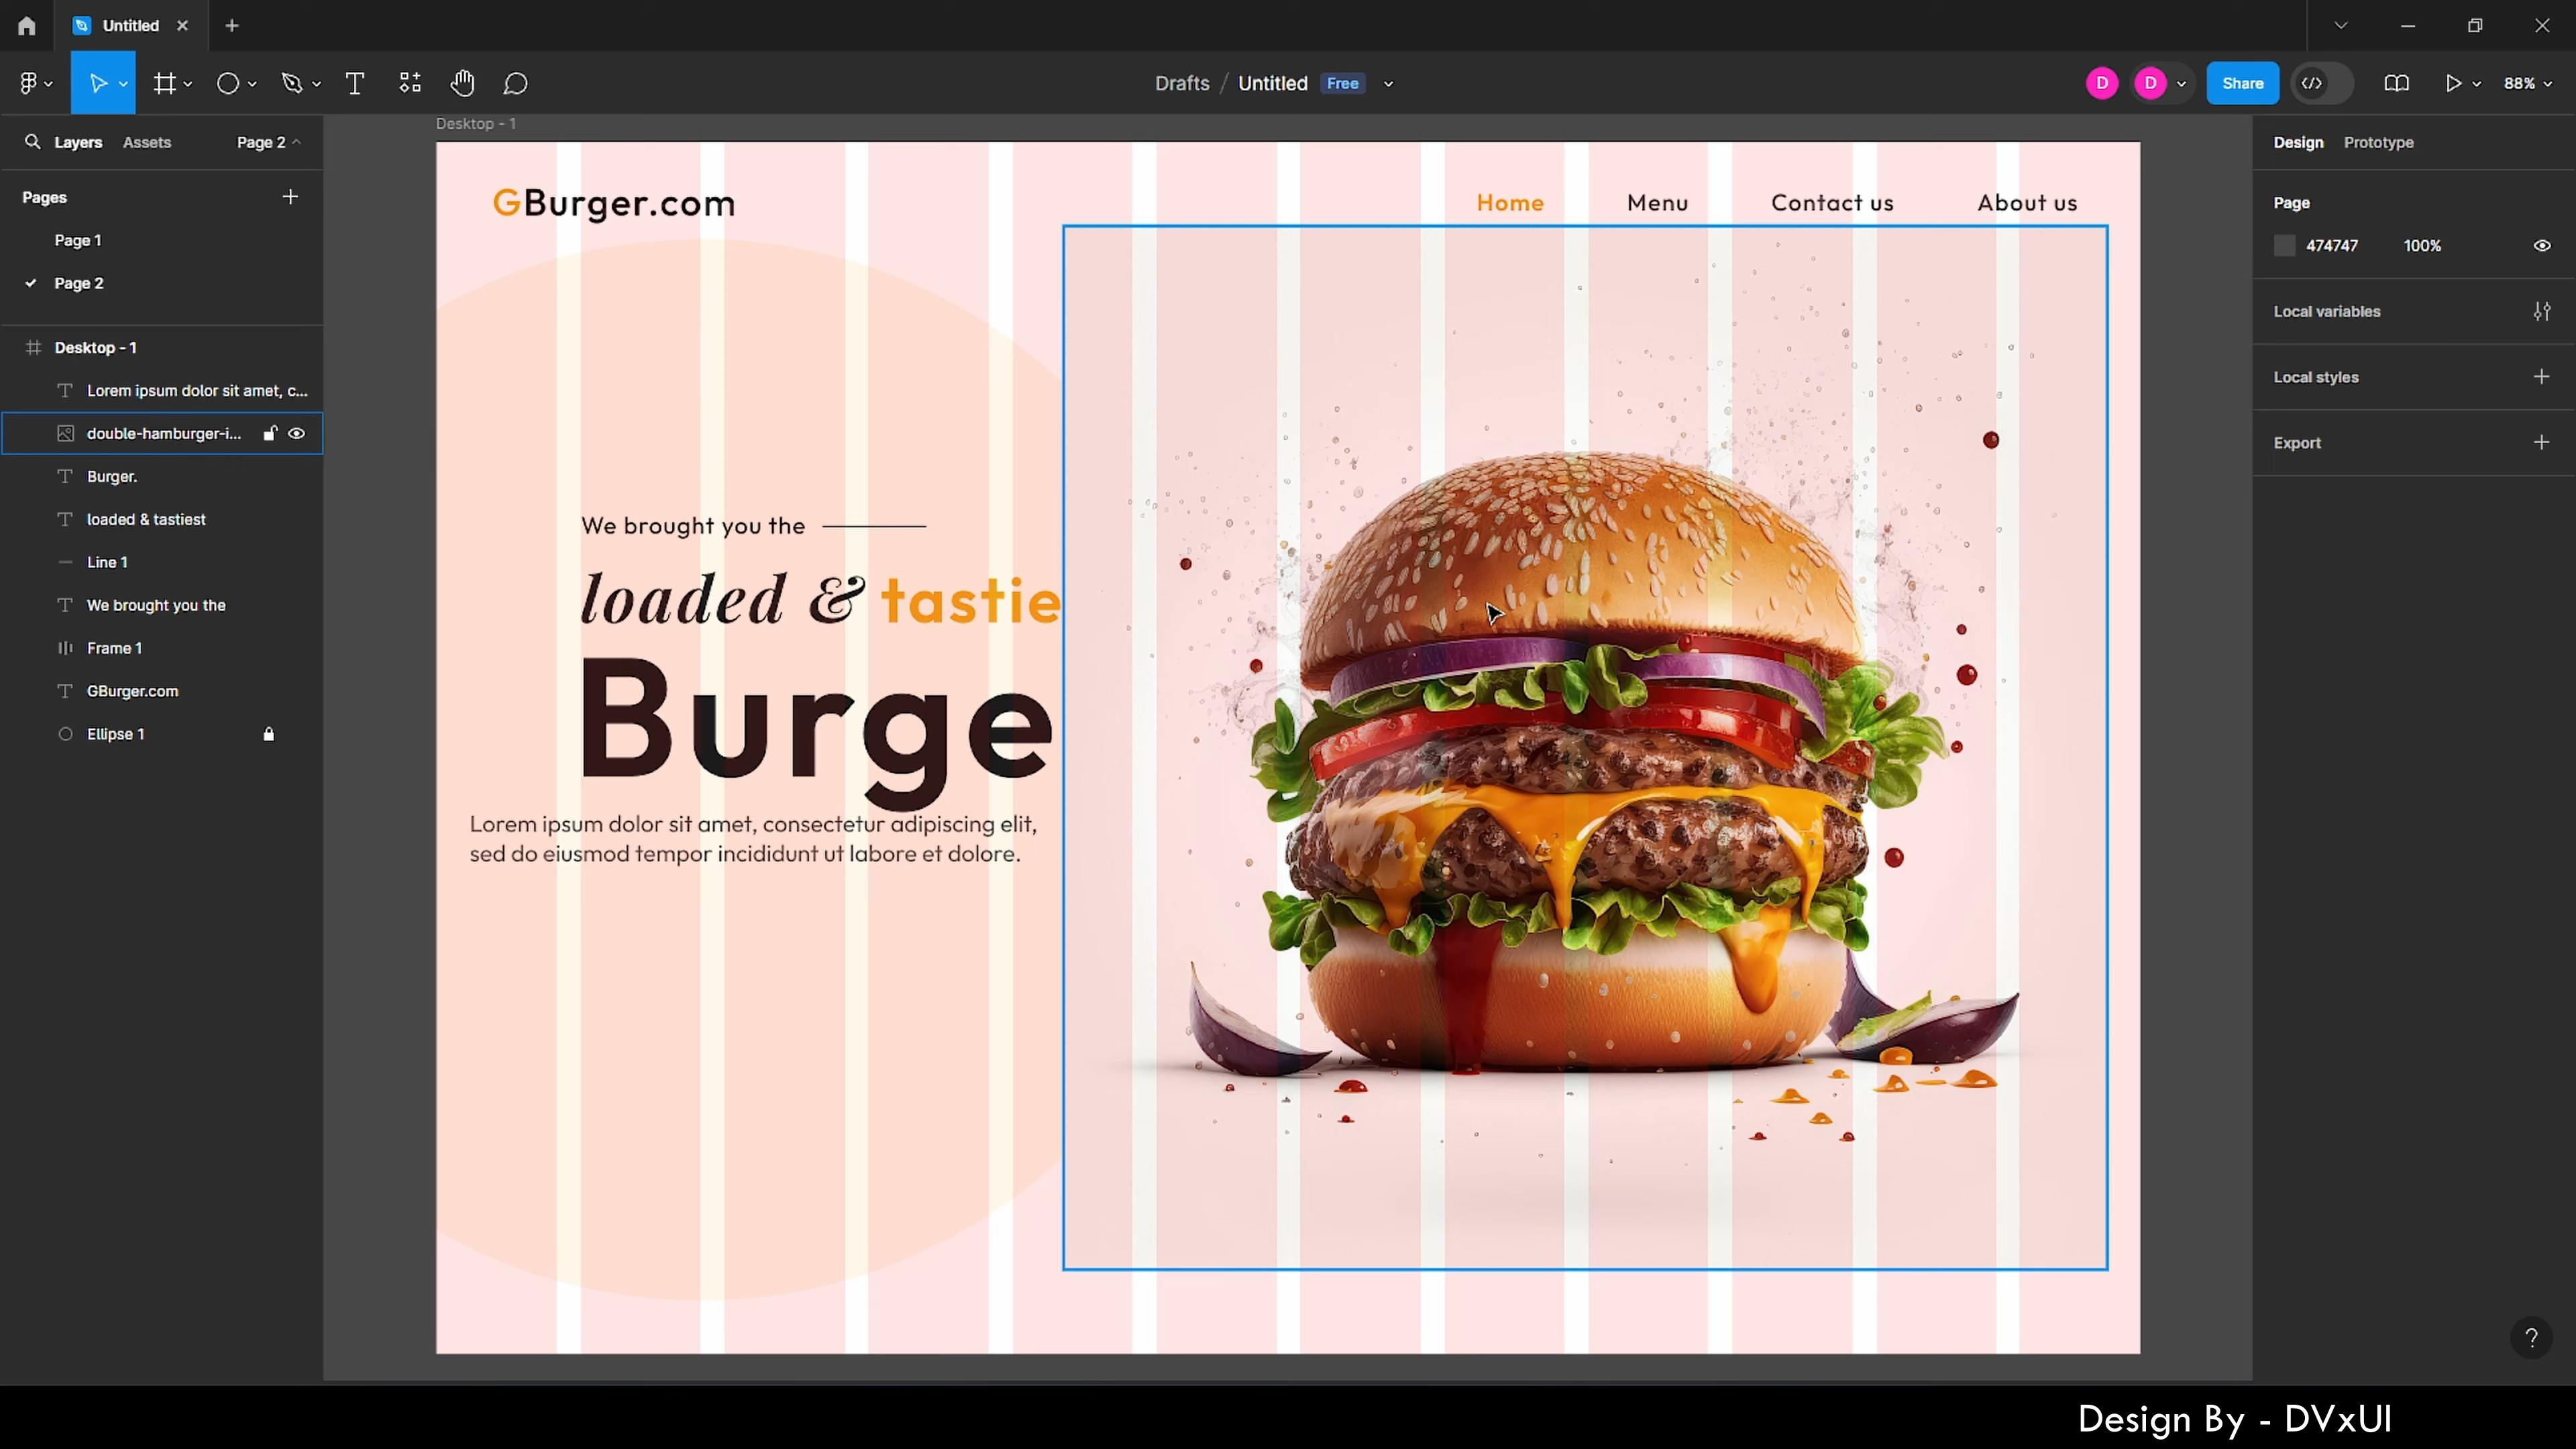 Untitled
Drafts / Untitled Free
D D Share 88%
Layers Assets Page 2
Pages
Page 1
Page 2
Desktop - 1
Lorem ipsum dolor sit amet, c...
double-hamburger-i...
Burger.
loaded & tastiest
Line 1
We brought you the
Frame 1
GBurger.com
Ellipse 1
Desktop - 1
GBurger.com
Home Menu Contact us About us
We brought you the
loaded & tastie
Burge
Lorem ipsum dolor sit amet, consectetur adipiscing elit,
sed do eiusmod tempor incididunt ut labore et dolore.
Design Prototype
Page
474747 100%
Local variables
Local styles
Export
?
Design By - DVxUI